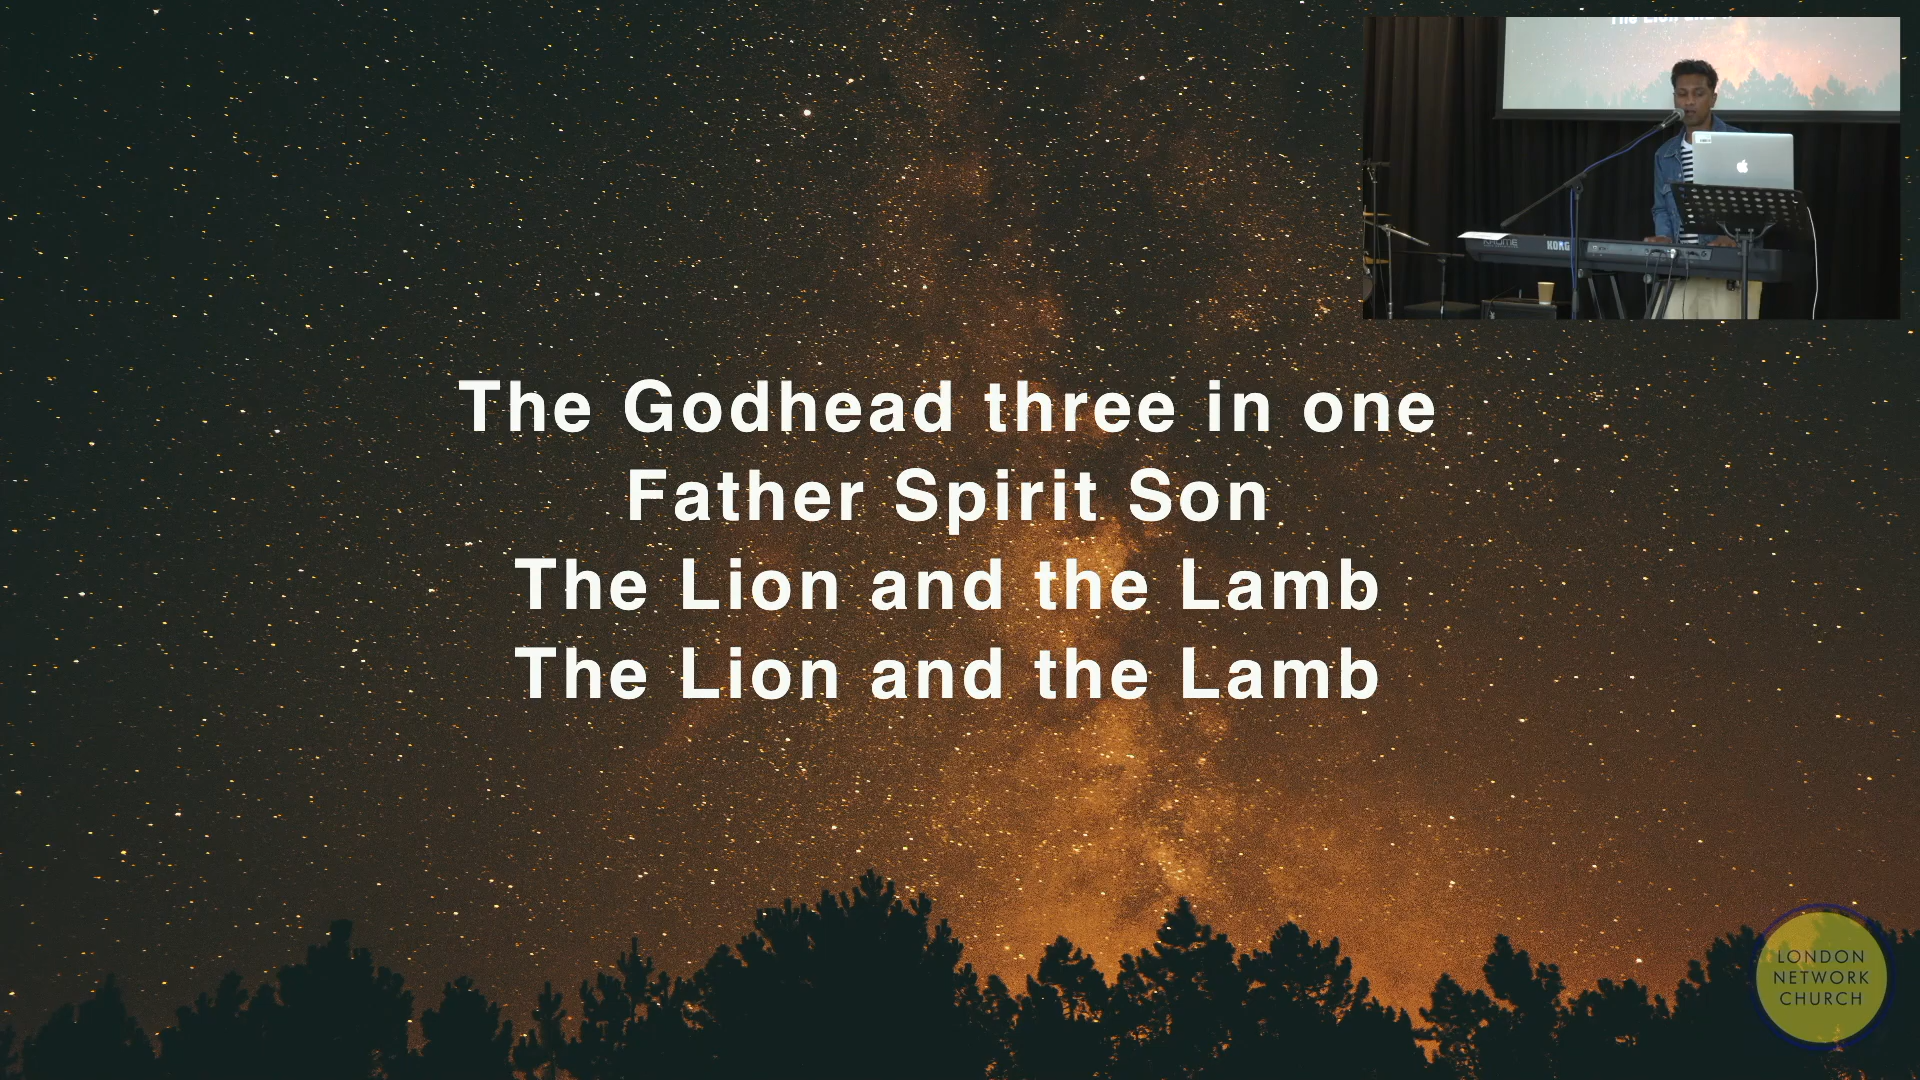 The Godhead three in one
Father Spirit Son
The Lion and the Lamb
The Lion and the Lamb
KORG
LONDON
NETWORK
CHURCH